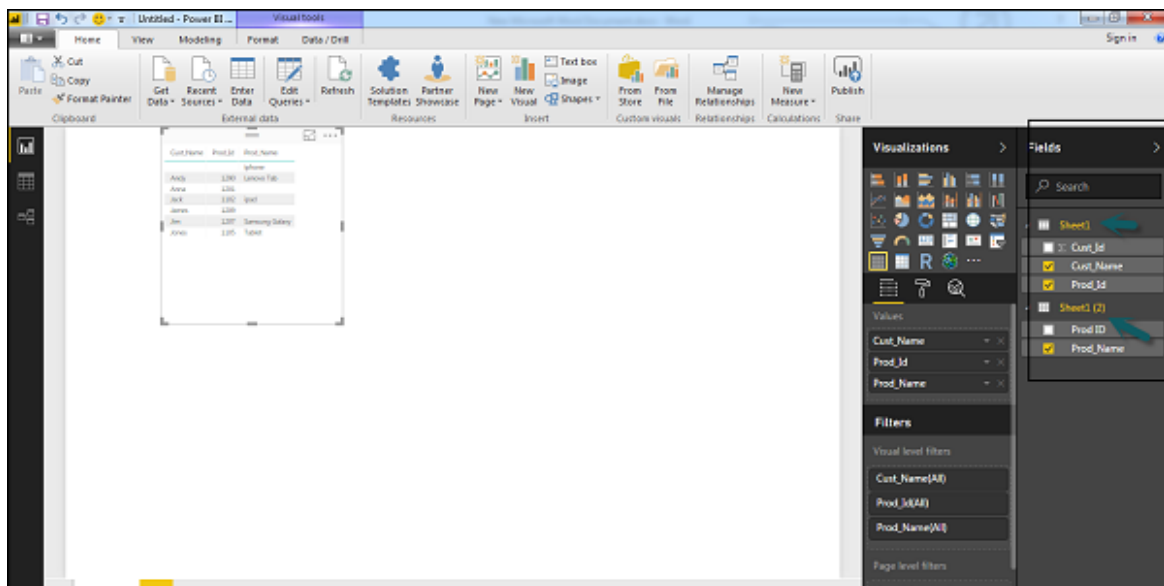 Untitled - Power BI ...
Visual tools
Home
View
Modeling
Format
Data / Drill
Sign in
Paste
Cut
Copy
Format Painter
Get Data
Recent Sources
Enter Data
Edit Queries
Refresh
Solution Templates
Partner Showcase
New Page
New Visual
Text box
Image
Shapes
From Store
From File
Manage Relationships
New Measure
Publish
Clipboard
External data
Resources
Insert
Custom visuals
Relationships
Calculations
Share
Cust_Name Prod_Id Prod_Name
Iphone
Andy Lenovo Tab
Anna
Jack Ipad
James
Jim Samsung Galaxy
Jones Tablet
Visualizations
Values
Cust_Name
Prod_Id
Prod_Name
Filters
Visual level filters
Cust_Name(All)
Prod_Id(All)
Prod_Name(All)
Page level filters
Fields
Search
Sheet1
Σ Cust_Id
Cust_Name
Prod_Id
Sheet1 (2)
Prod ID
Prod_Name